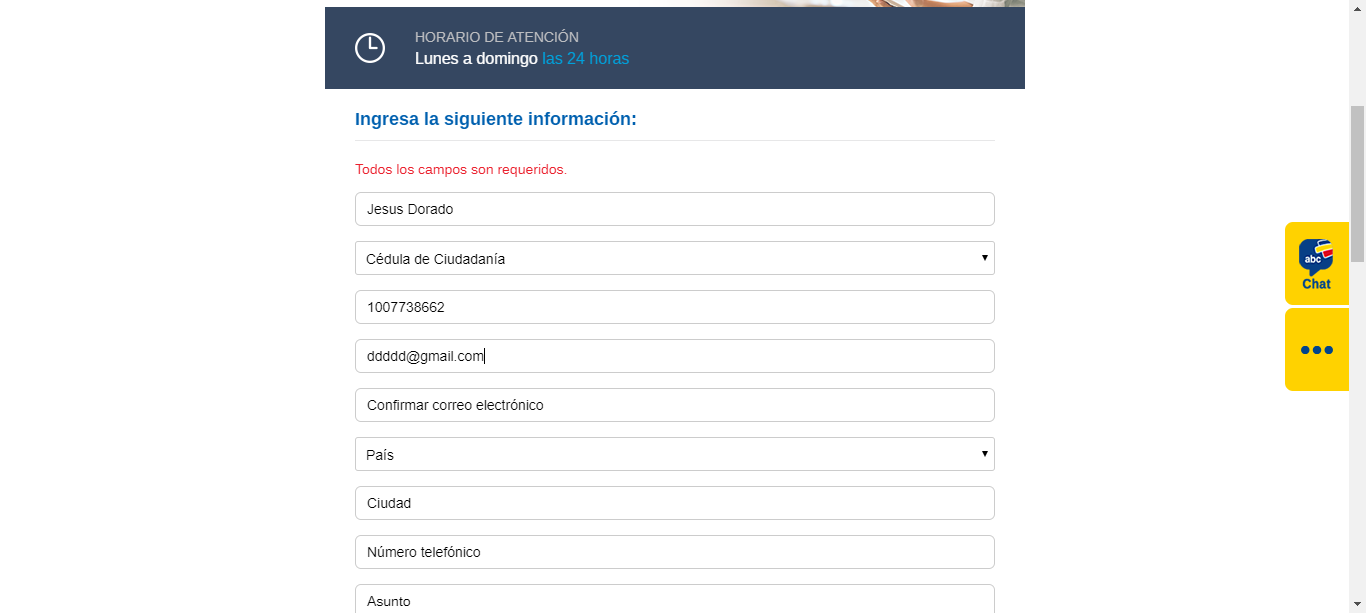 HORARIO DE ATENCIÓN
Lunes a domingo las 24 horas
Ingresa la siguiente información:
Todos los campos son requeridos.
Jesus Dorado
Cédula de Ciudadanía
1007738662
ddddd@gmail.com
Confirmar correo electrónico
País
Ciudad
Número telefónico
Asunto
abc
Chat